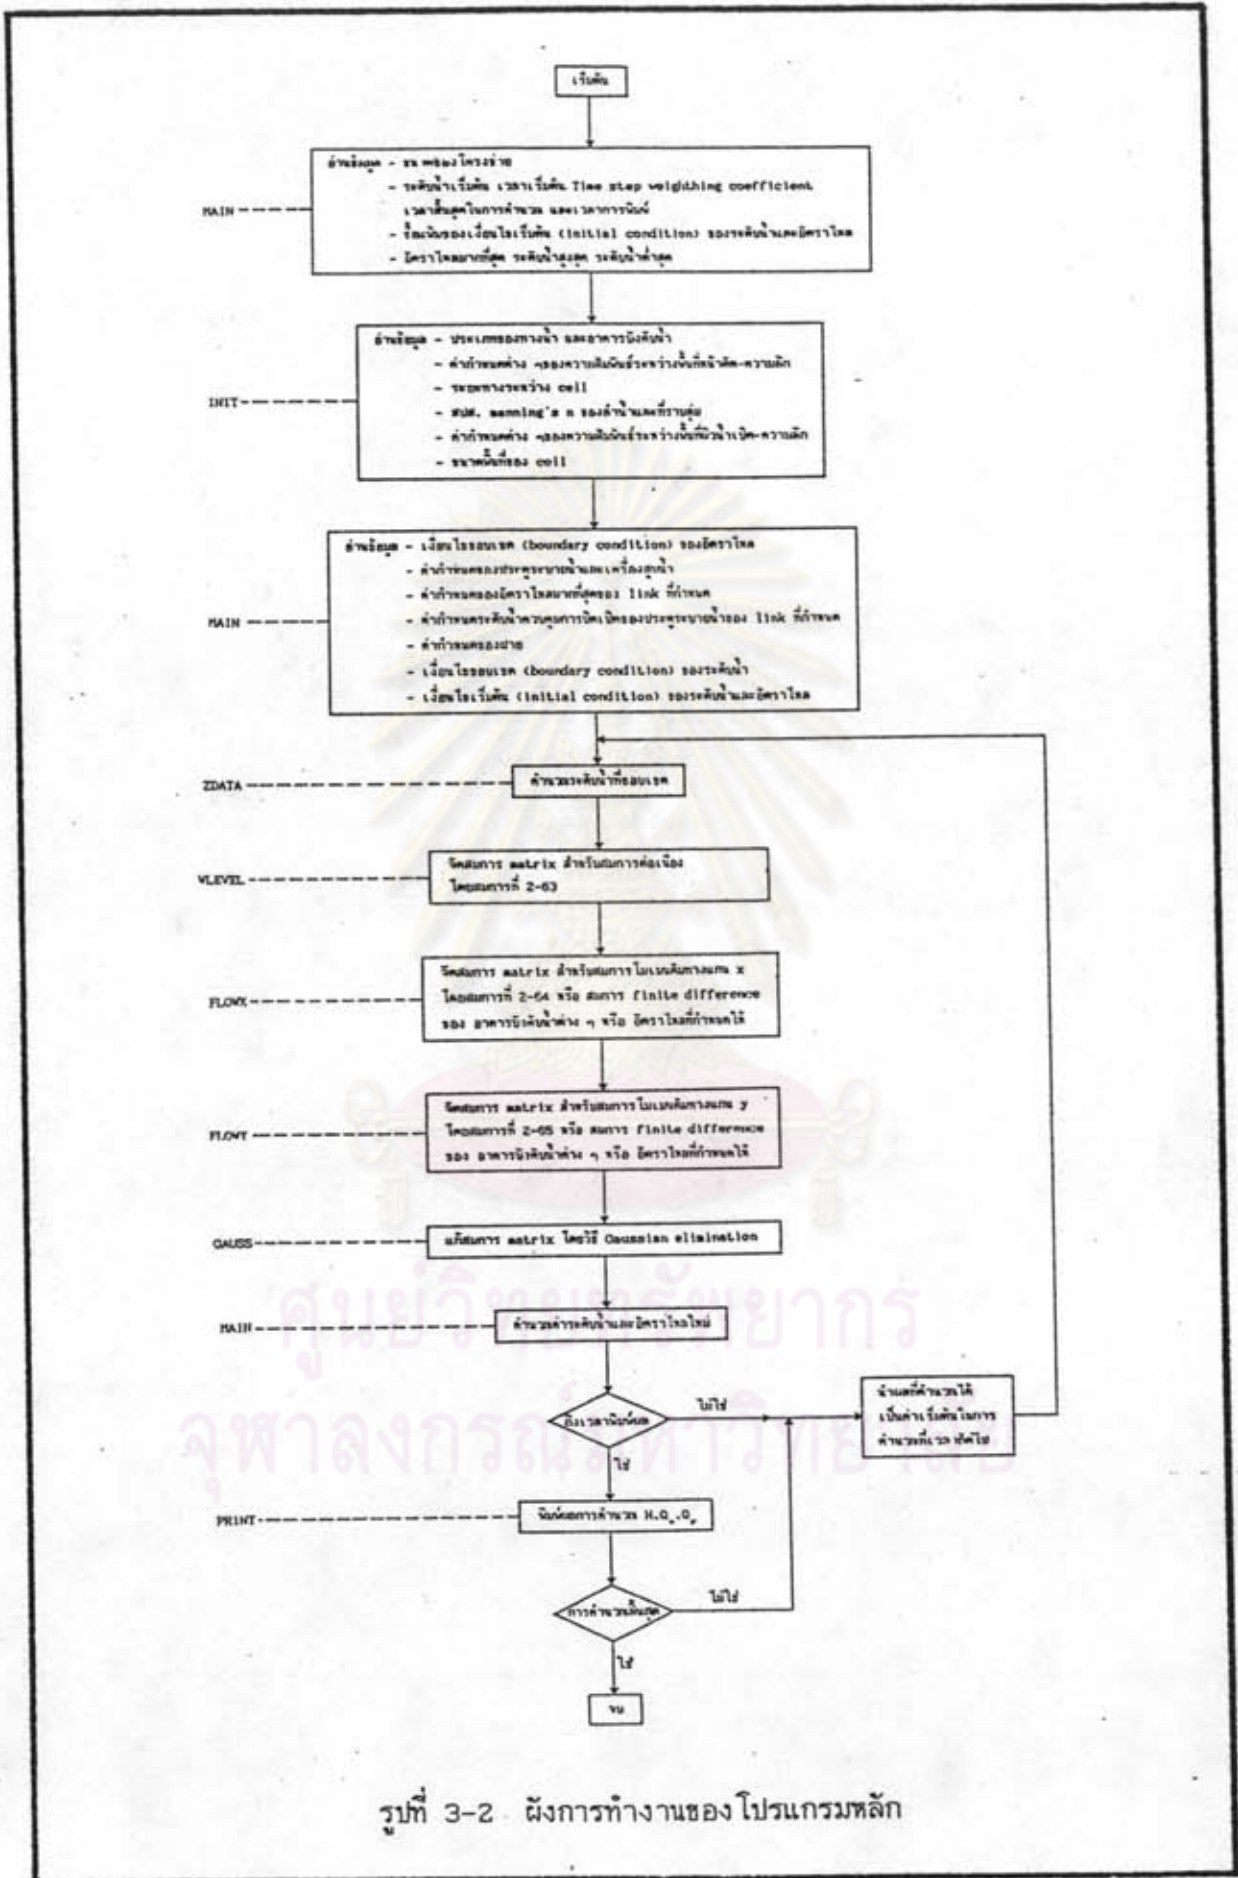 เริ่มต้น
อ่านข้อมูล - ขนาดของโครงข่าย
- ระดับน้ำเริ่มต้น เวลาเริ่มต้น Time step weighting coefficient
เวลาสิ้นสุดในการคำนวณ และเวลาการพิมพ์
MAIN
- ของเงื่อนไขเริ่มต้น (initial condition) ของระดับน้ำและอัตราไหล
- อัตราไหลมากที่สุด ระดับน้ำสูงสุด ระดับน้ำต่ำสุด
อ่านข้อมูล - ประเภทของทางน้ำ และอาคารบังคับน้ำ
- ค่ากำหนดต่าง ๆของความสัมพันธ์ระหว่างพื้นที่หน้าตัด-ความลึก
- ระยะทางระหว่าง cell
INIT
- สปส. manning's n ของลำน้ำและที่ราบลุ่ม
- ค่ากำหนดต่าง ๆของความสัมพันธ์ระหว่างพื้นที่ผิวน้ำเปิด-ความลึก
- ขนาดพื้นที่ของ cell
อ่านข้อมูล - เงื่อนไขขอบเขต (boundary condition) ของอัตราไหล
- ค่ากำหนดของประตูระบายน้ำและเครื่องสูบน้ำ
- ค่ากำหนดของอัตราไหลมากที่สุดของ link ที่กำหนด
MAIN
- ค่ากำหนดระดับน้ำควบคุมการปิดเปิดของประตูระบายน้ำของ link ที่กำหนด
- ค่ากำหนดของฝาย
- เงื่อนไขขอบเขต (boundary condition) ของระดับน้ำ
- เงื่อนไขเริ่มต้น (initial condition) ของระดับน้ำและอัตราไหล
ZDATA
คำนวณระดับน้ำที่ขอบเขต
WLEVEL
จัดสมการ matrix สำหรับสมการต่อเนื่อง
โดยสมการที่ 2-63
FLOWX
จัดสมการ matrix สำหรับสมการโมเมนตัมทางแกน x
โดยสมการที่ 2-64 หรือ สมการ finite difference
ของ อาคารบังคับน้ำต่าง ๆ หรือ อัตราไหลที่กำหนดให้
FLOWY
จัดสมการ matrix สำหรับสมการโมเมนตัมทางแกน y
โดยสมการที่ 2-65 หรือ สมการ finite difference
ของ อาคารบังคับน้ำต่าง ๆ หรือ อัตราไหลที่กำหนดให้
GAUSS
แก้สมการ matrix โดยวิธี Gaussian elimination
MAIN
คำนวณค่าระดับน้ำและอัตราไหลใหม่
ถึงเวลาพิมพ์ผล
ไม่ใช่
นำผลที่คำนวณได้
เป็นค่าเริ่มต้นในการ
คำนวณที่เวลาถัดไป
ใช่
PRINT
พิมพ์ผลการคำนวณ H,Qx,Qy
การคำนวณสิ้นสุด
ไม่ใช่
ใช่
จบ
ศูนย์วิทยทรัพยากร
จุฬาลงกรณ์มหาวิทยาลัย
รูปที่ 3-2 ผังการทำงานของโปรแกรมหลัก